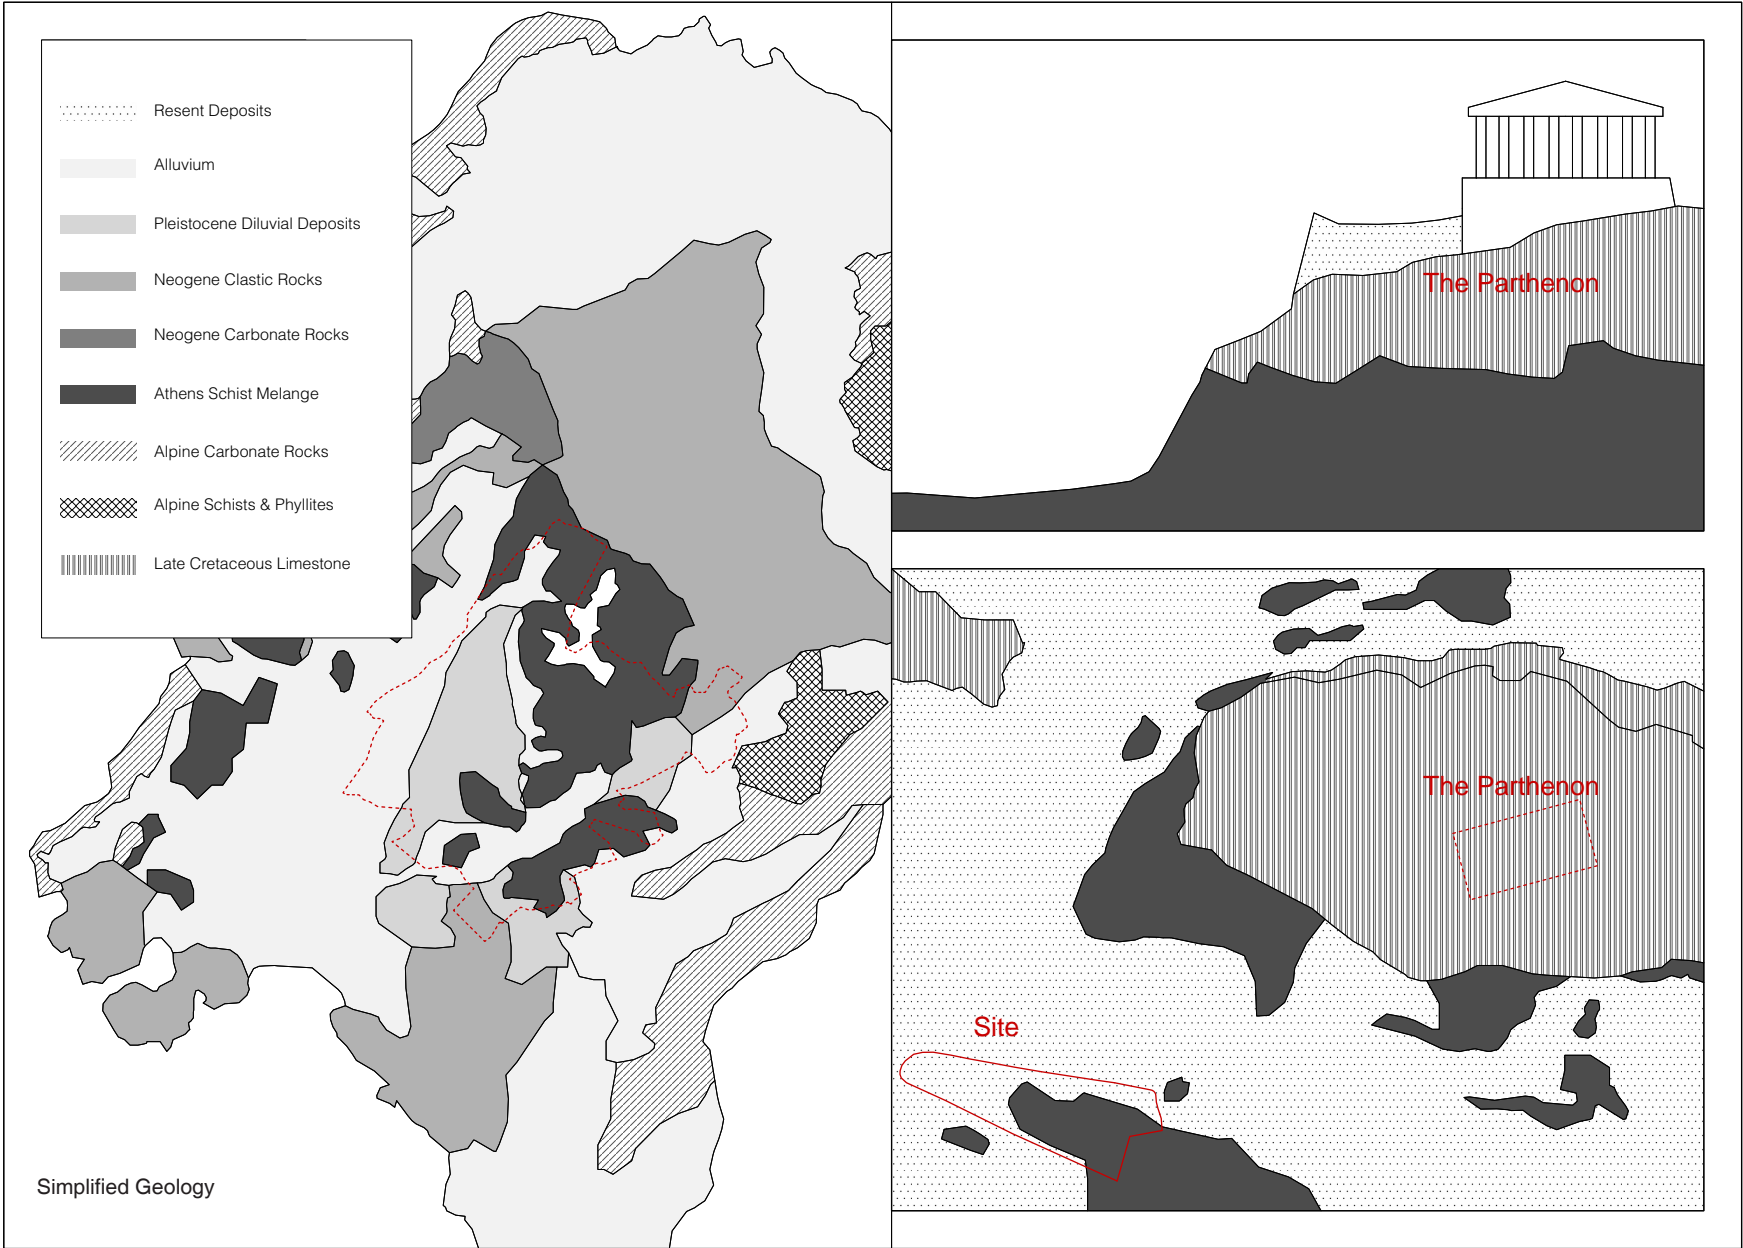 Resent Deposits
Alluvium
Pleistocene Diluvial Deposits
Neogene Clastic Rocks
Neogene Carbonate Rocks
Athens Schist Melange
Alpine Carbonate Rocks
Alpine Schists & Phyllites
Late Cretaceous Limestone
Simplified Geology
The Parthenon
The Parthenon
Site